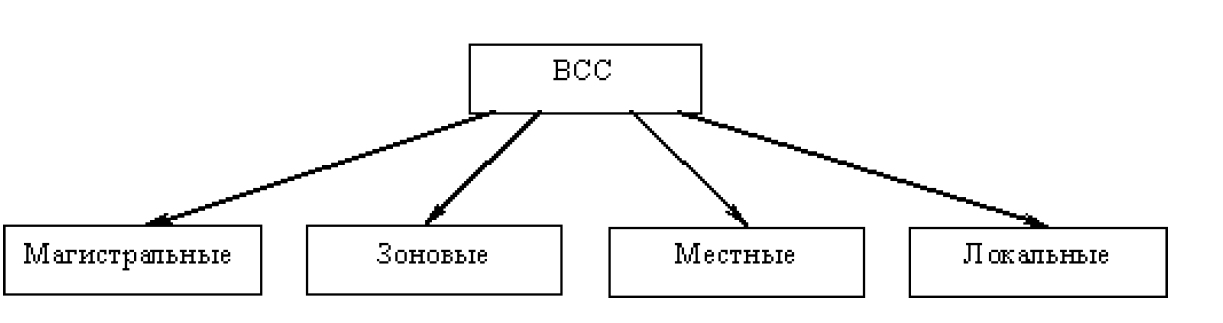 ВСС
Магистральные
Зоновые
Местные
Локальные